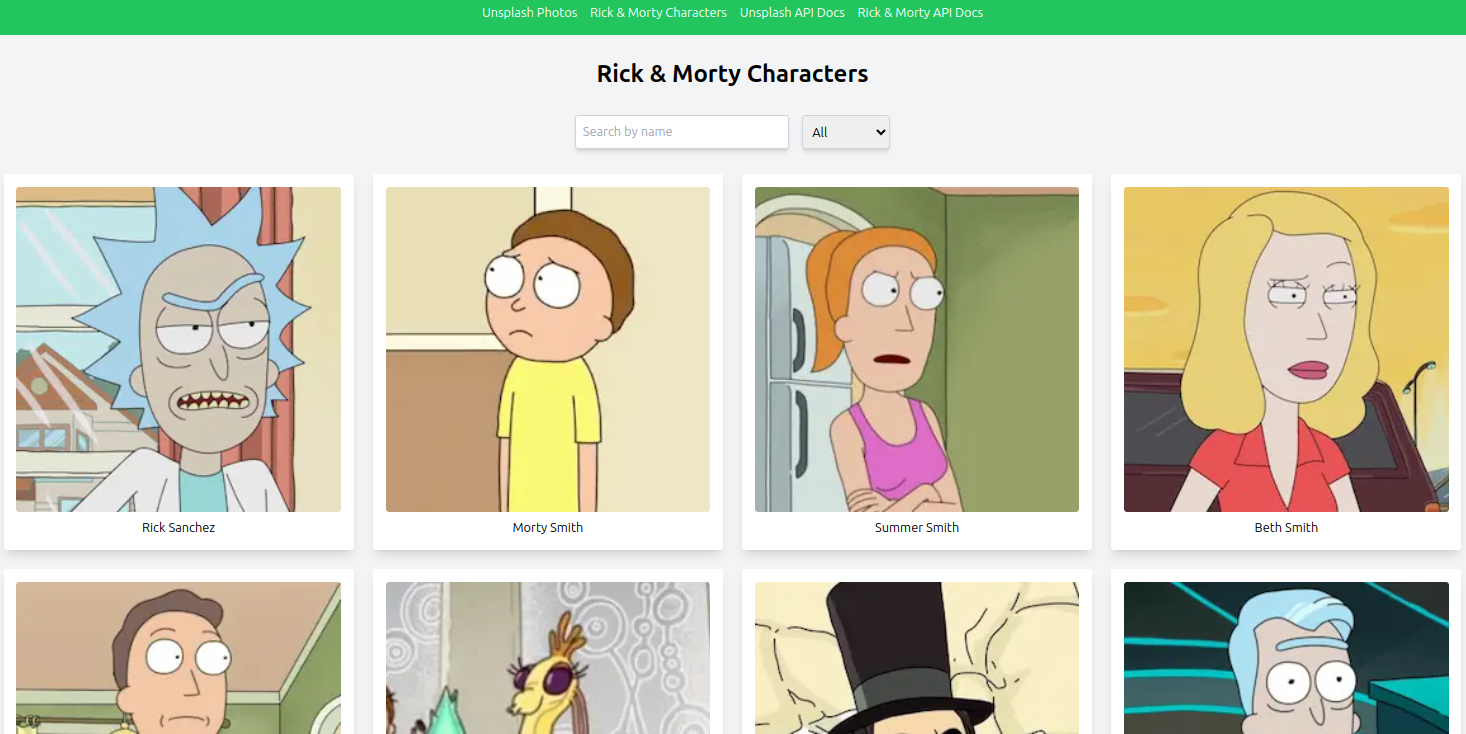 Unsplash Photos Rick & Morty Characters Unsplash API Docs Rick & Morty API Docs
Rick & Morty Characters
Search by name All
Rick Sanchez Morty Smith Summer Smith Beth Smith